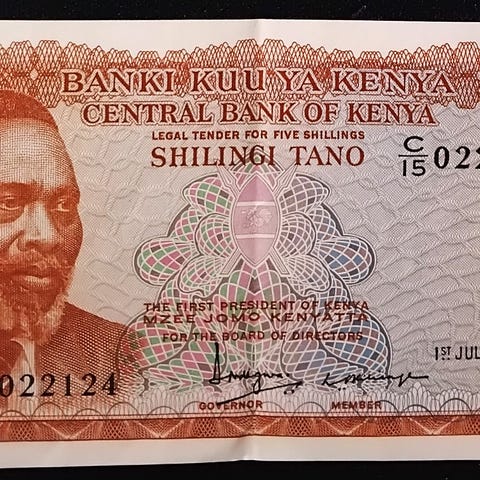 BANKI KUU YA KENYA
CENTRAL BANK OF KENYA
LEGAL TENDER FOR FIVE SHILLINGS
SHILINGI TANO
C/15 022
THE FIRST PRESIDENT OF KENYA
MZEE JOMO KENYATTA
FOR THE BOARD OF DIRECTORS
1ST JUL
022124
GOVERNOR MEMBER